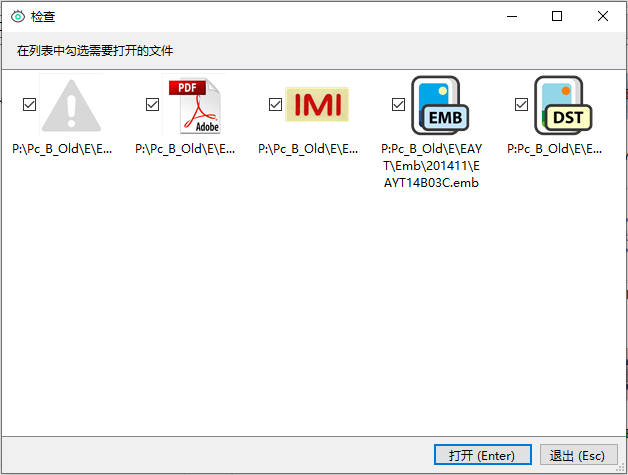 检查
在列表中勾选需要打开的文件
PDF
Adobe
IMI
EMB
DST
P:\Pc_B_Old\E\E...
P:\Pc_B_Old\E\E...
P:\Pc_B_Old\E\E...
P:Pc_B_Old\E\EAY
T\Emb\201411\E
AYT14B03C.emb
P:Pc_B_Old\E\E...
打开 (Enter)
退出 (Esc)